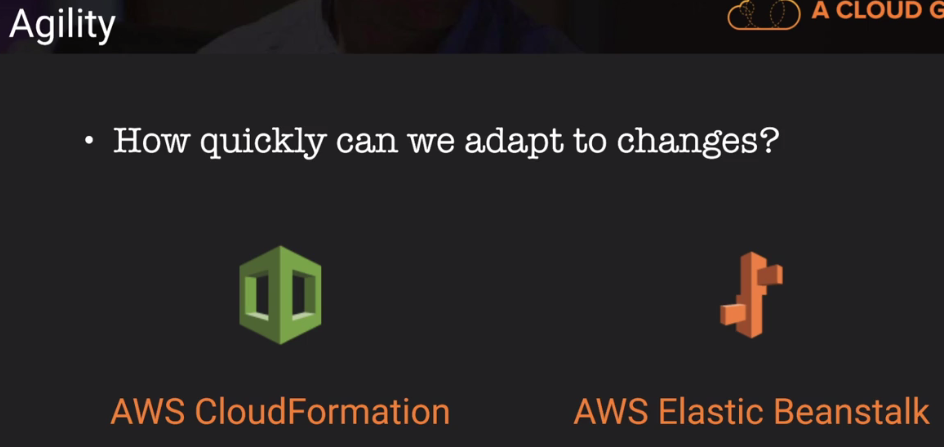 Agility
A CLOUD G
• How quickly can we adapt to changes?
AWS CloudFormation
AWS Elastic Beanstalk